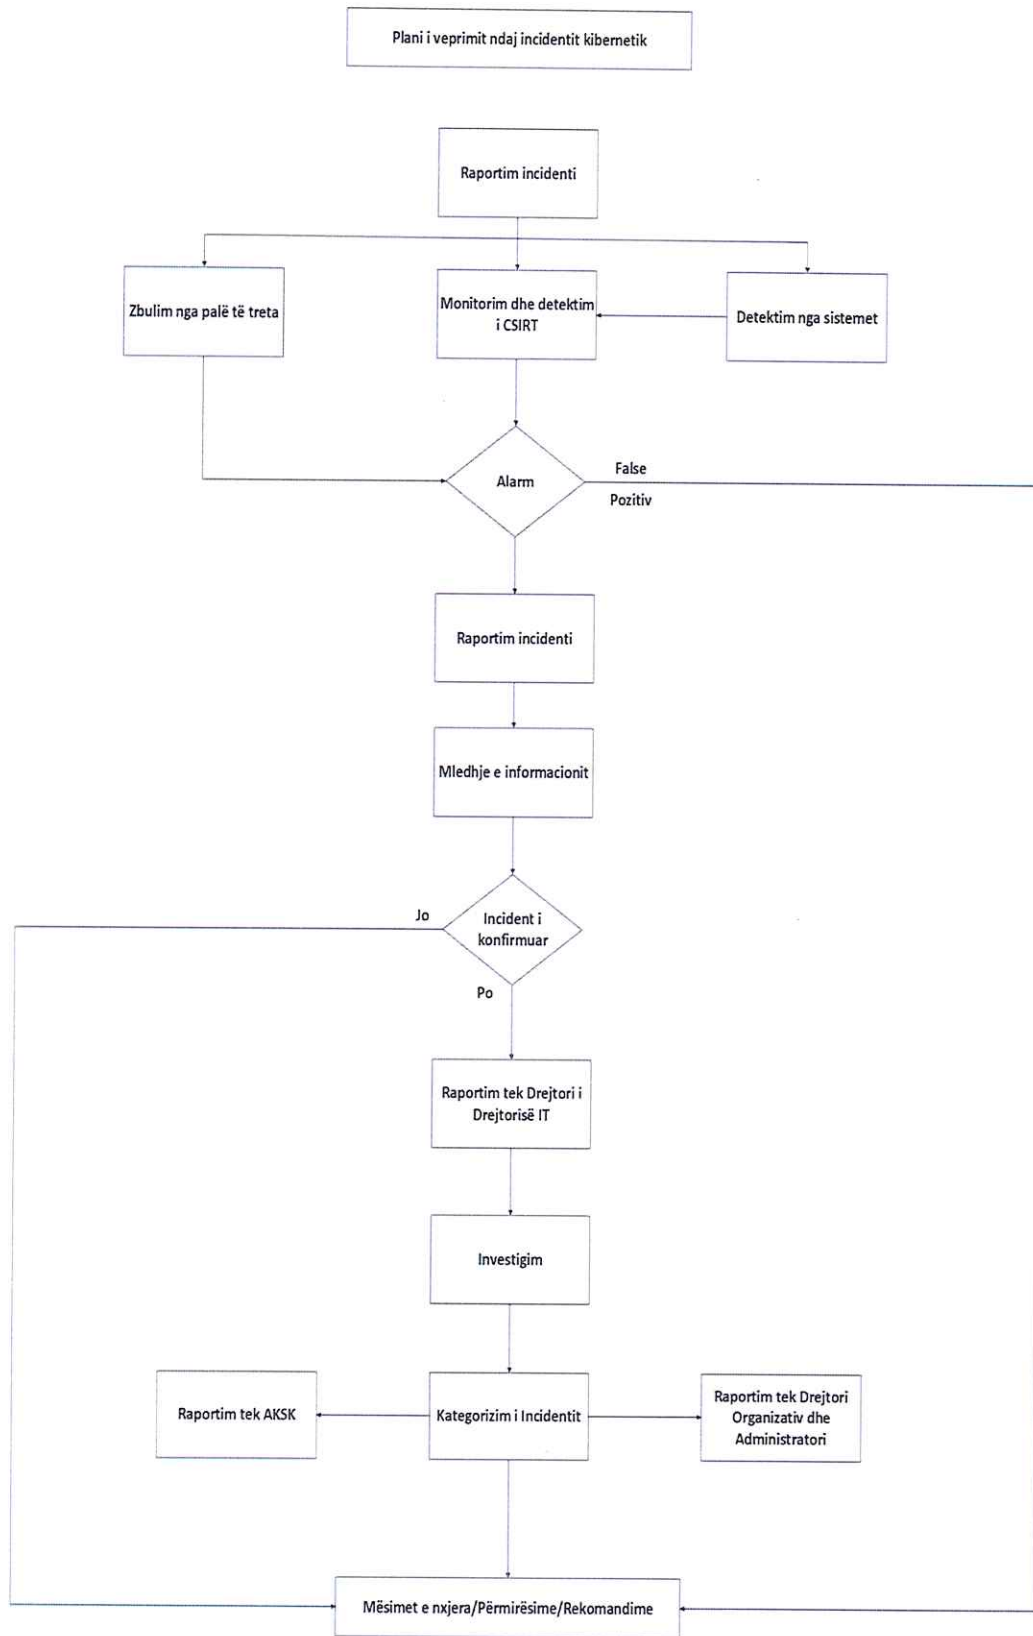 Plani i veprimit ndaj incidentit kibernetik
Raportim incidenti
Zbulim nga palë të treta
Monitorim dhe detektim
i CSIRT
Detektim nga sistemet
Alarm
False
Pozitiv
Raportim incidenti
Mledhje e informacionit
Jo
Incident i
konfirmuar
Po
Raportim tek Drejtori i
Drejtorisë IT
Investigim
Raportim tek AKSK
Kategorizim i Incidentit
Raportim tek Drejtori
Organizativ dhe
Administratori
Mësimet e nxjera/Përmirësime/Rekomandime